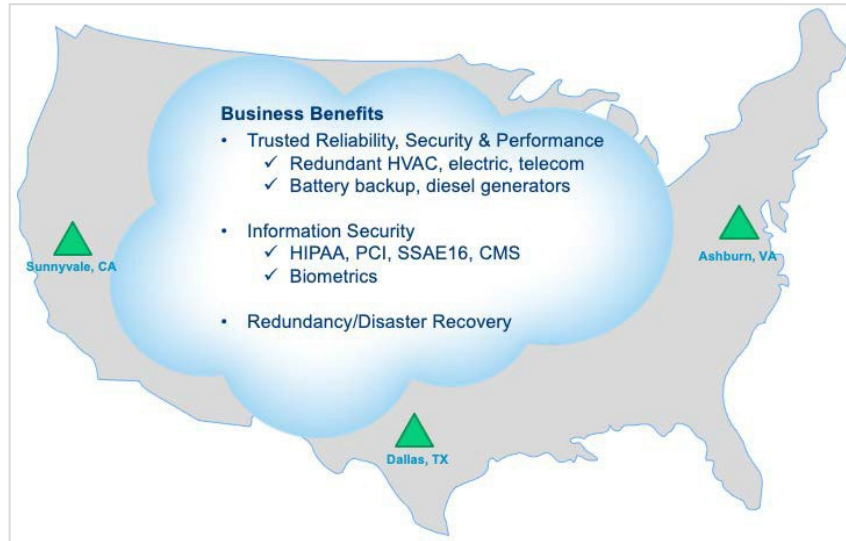 Business Benefits
• Trusted Reliability, Security & Performance
✓ Redundant HVAC, electric, telecom
✓ Battery backup, diesel generators
• Information Security
✓ HIPAA, PCI, SSAE16, CMS
✓ Biometrics
• Redundancy/Disaster Recovery
Sunnyvale, CA
Ashburn, VA
Dallas, TX